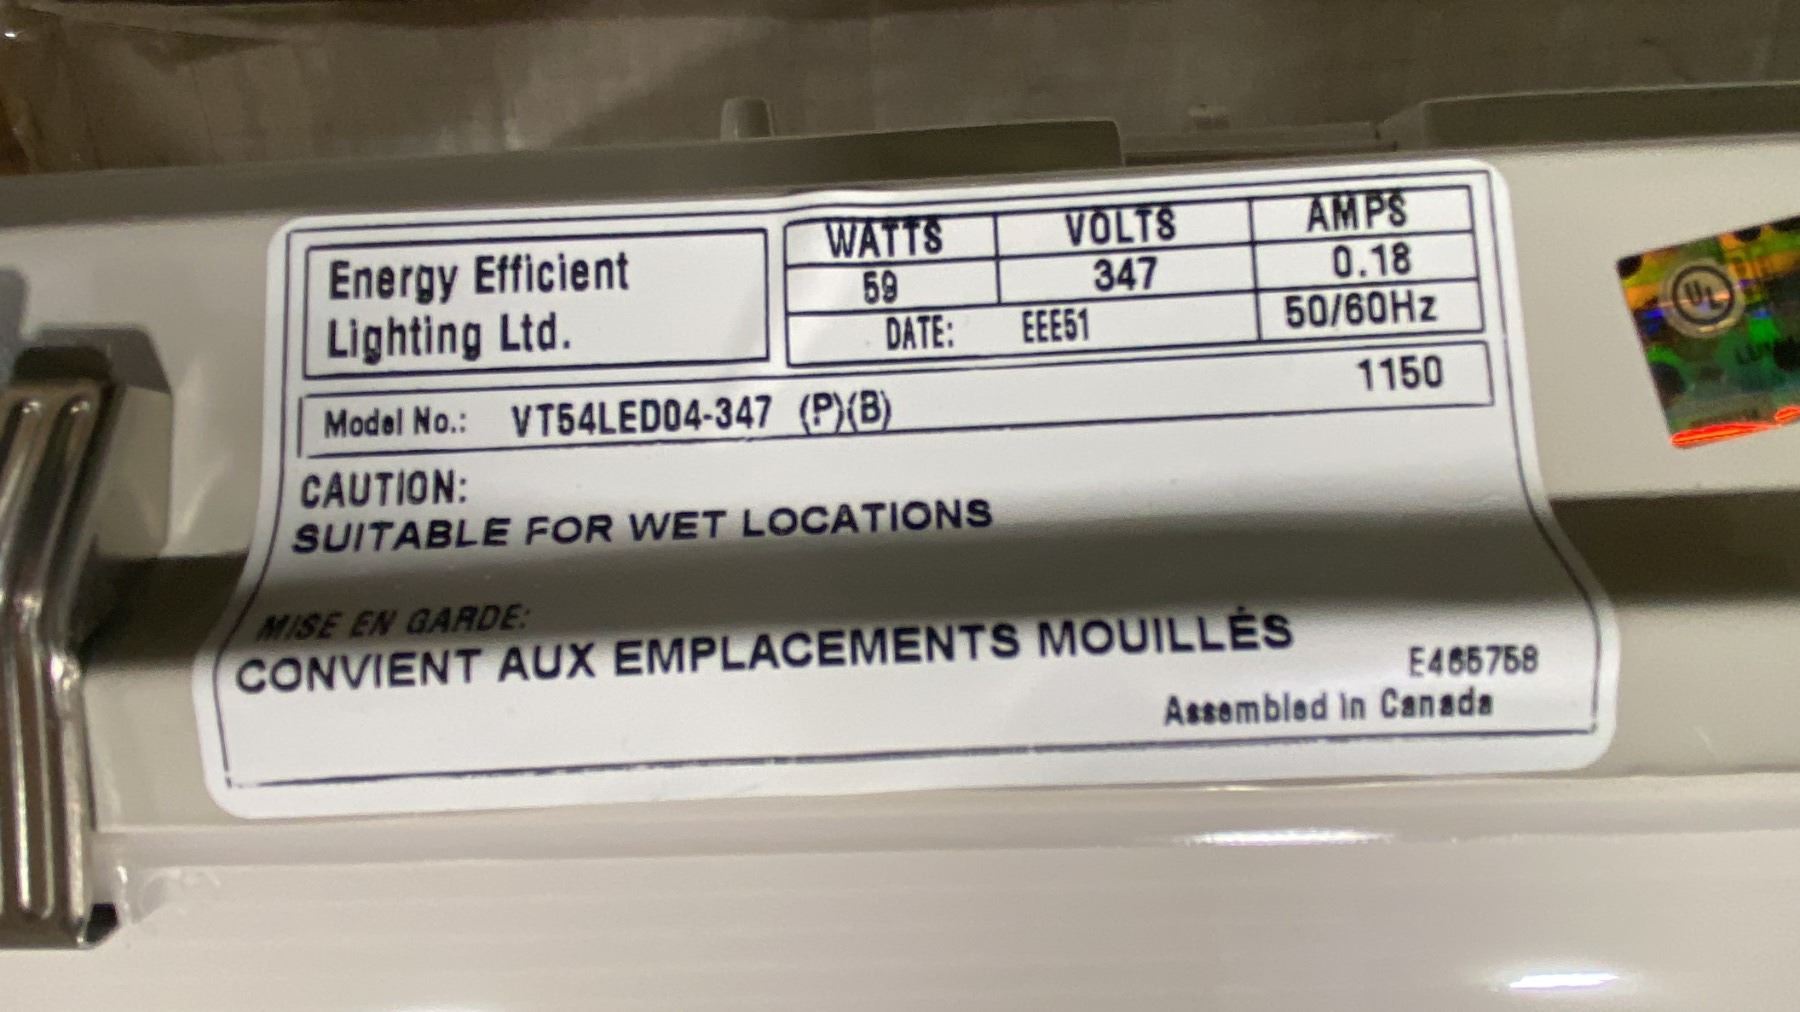 Energy Efficient
Lighting Ltd.
WATTS VOLTS AMPS
59 347 0.18
DATE: EEE51 50/60Hz
Model No.: VT54LED04-347 (P)(B) 1150
CAUTION:
SUITABLE FOR WET LOCATIONS
MISE EN GARDE:
CONVIENT AUX EMPLACEMENTS MOUILLÉS
E465758
Assembled in Canada
UL